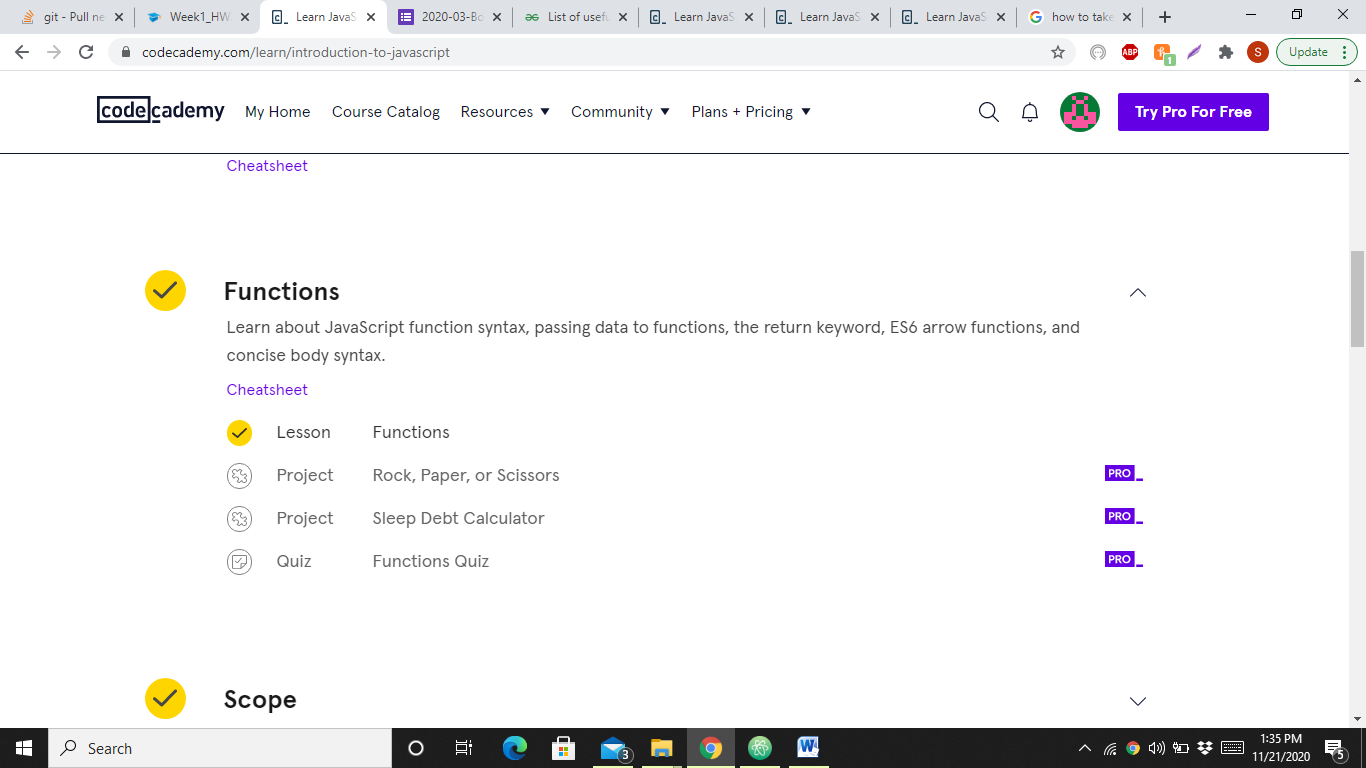 git - Pull ne
Week1_HW
Learn JavaS
2020-03-Bo
List of usefu
Learn JavaS
Learn JavaS
Learn JavaS
how to take
codecademy.com/learn/introduction-to-javascript
ABP
1
S
Update
codecademy
My Home
Course Catalog
Resources
Community
Plans + Pricing
Try Pro For Free
Cheatsheet
Functions
Learn about JavaScript function syntax, passing data to functions, the return keyword, ES6 arrow functions, and
concise body syntax.
Cheatsheet
Lesson Functions
Project Rock, Paper, or Scissors PRO
Project Sleep Debt Calculator PRO
Quiz Functions Quiz PRO
Scope
Search
3
W
1:35 PM
11/21/2020
5